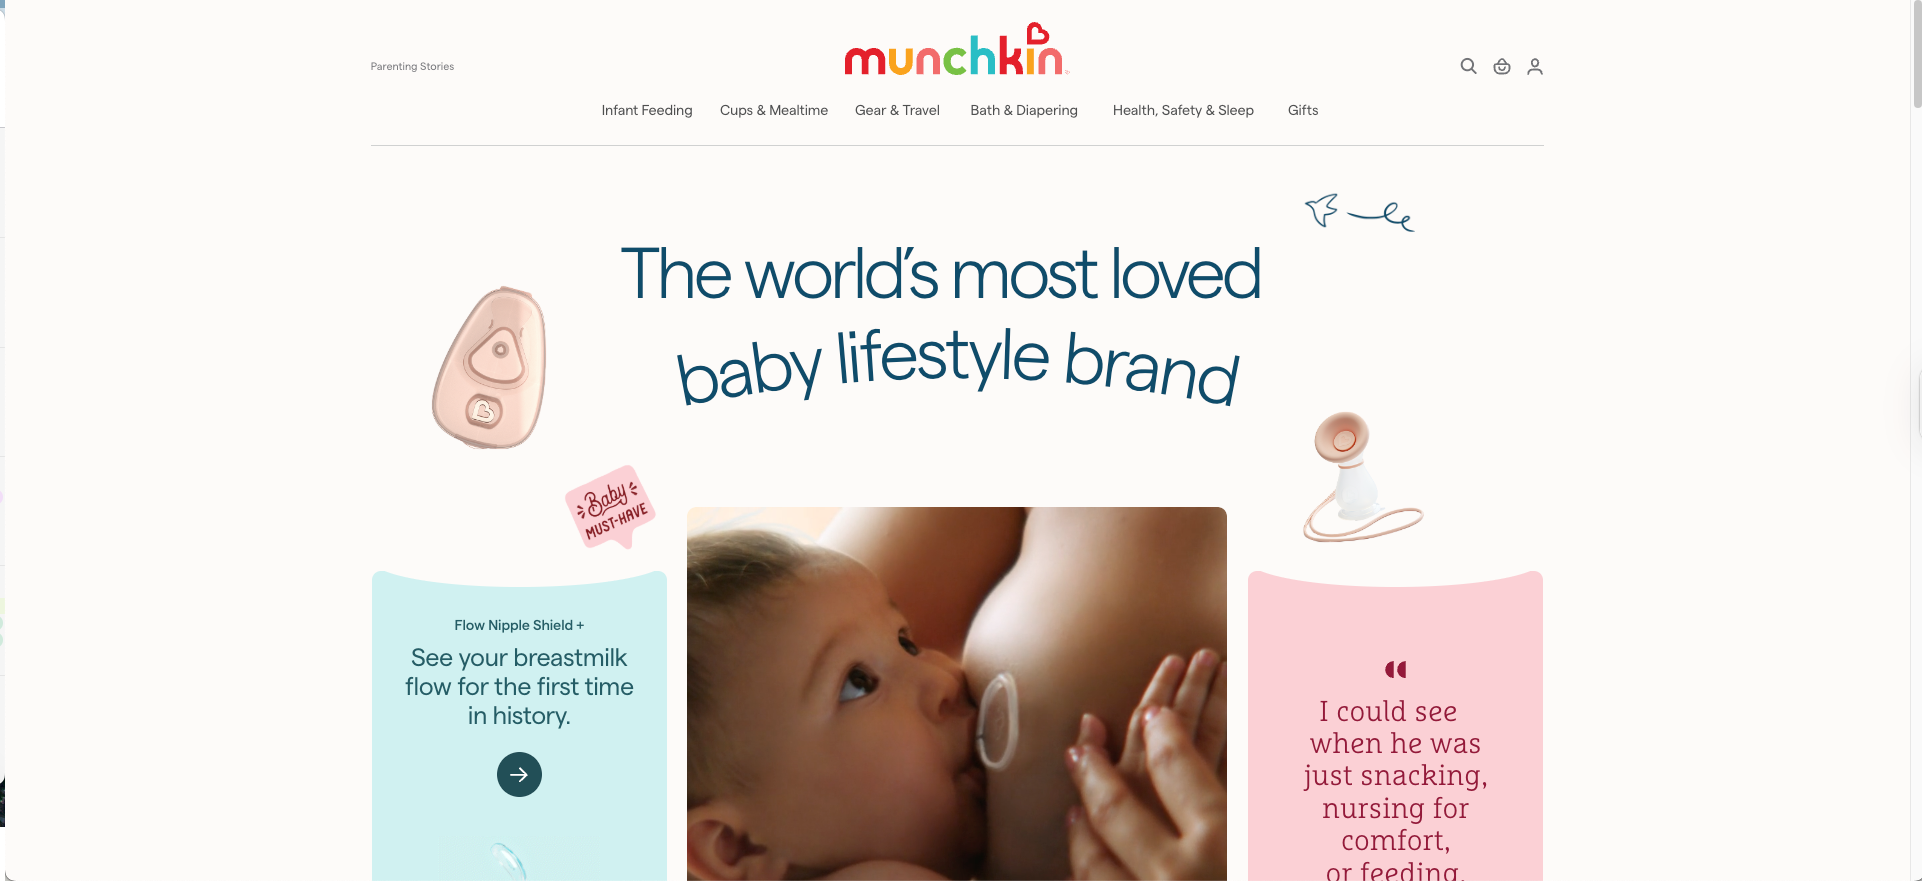 Parenting Stories
munchkin
Infant Feeding
Cups & Mealtime
Gear & Travel
Bath & Diapering
Health, Safety & Sleep
Gifts
The world's most loved
baby lifestyle brand
Baby
MUST-HAVE
Flow Nipple Shield +
See your breastmilk
flow for the first time
in history.
“
I could see
when he was
just snacking,
nursing for
comfort,
or feeding.